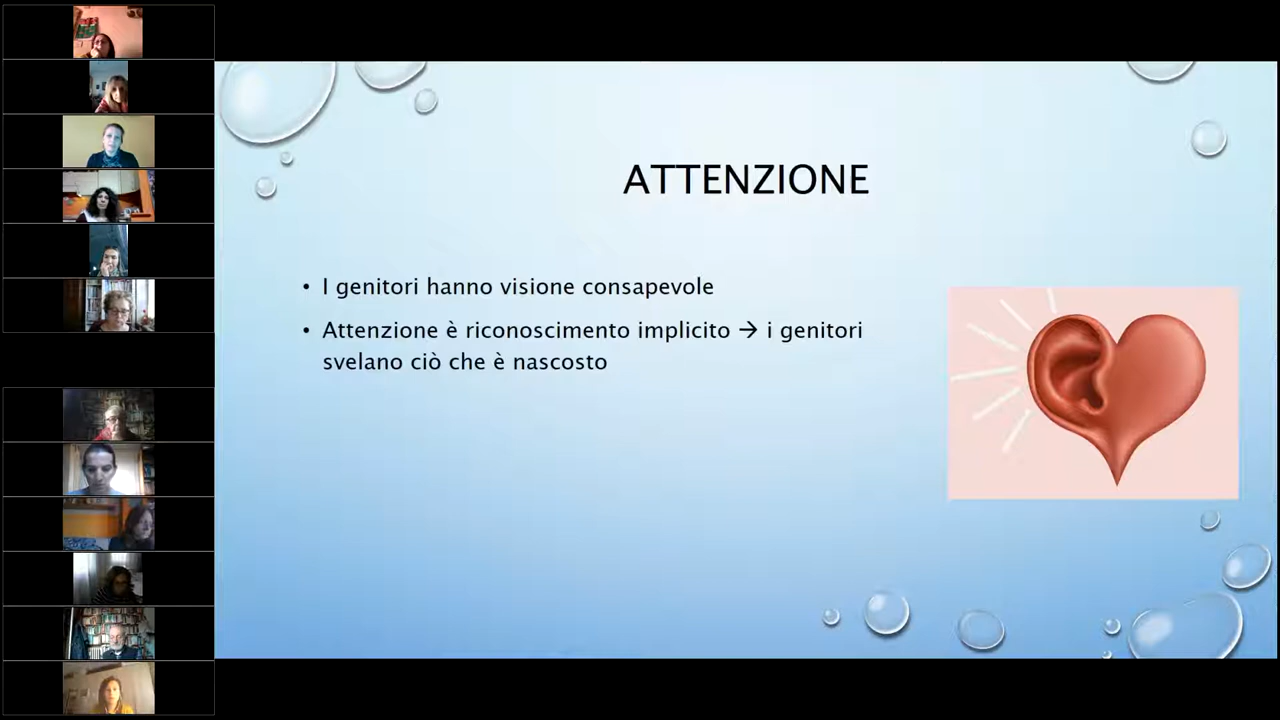 ATTENZIONE
• I genitori hanno visione consapevole
• Attenzione è riconoscimento implicito → i genitori
svelano ciò che è nascosto